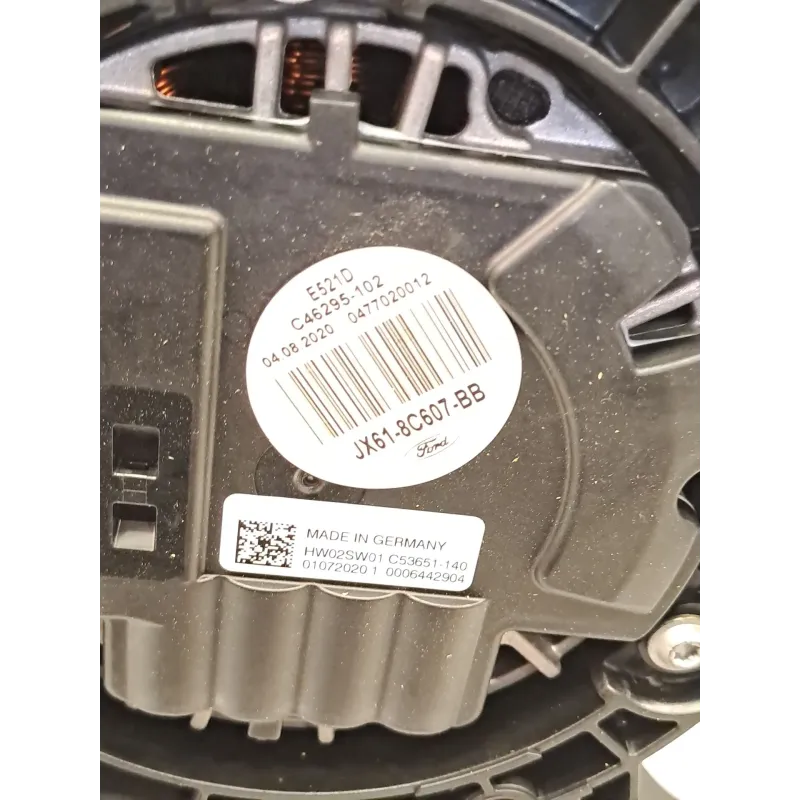 E521D
C46295-102
04.08.2020 0477020012
JX61-8C607-BB
Ford
MADE IN GERMANY
HW02SW01 C53651-140
01072020 1 0006442904